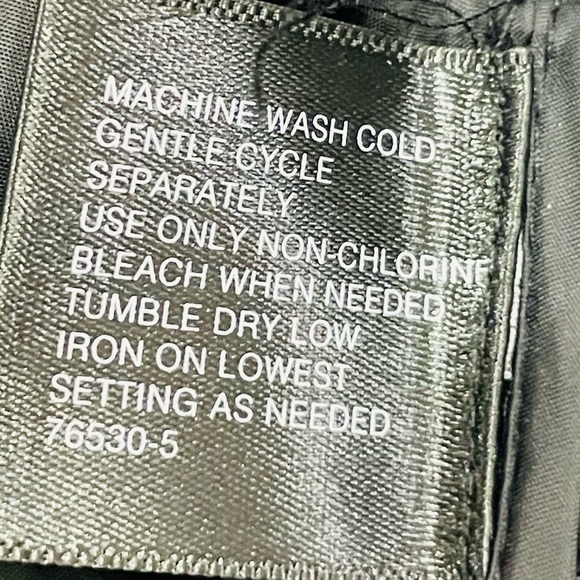 MACHINE WASH COLD
GENTLE CYCLE
SEPARATELY
USE ONLY NON-CHLORINE
BLEACH WHEN NEEDED
TUMBLE DRY LOW
IRON ON LOWEST
SETTING AS NEEDED
76530-5